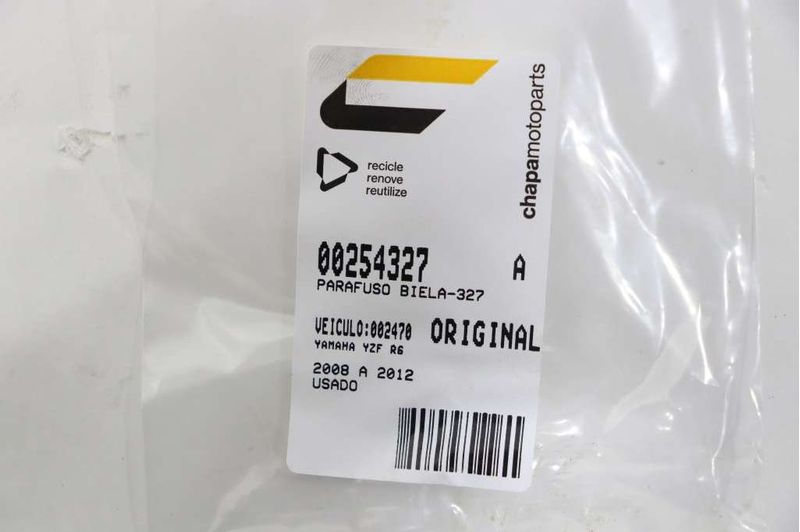 chapamotoparts
recicle
renove
reutilize
00254327 A
PARAFUSO BIELA-327
VEICULO:002470 ORIGINAL
YAMAHA YZF R6
2008 A 2012
USADO